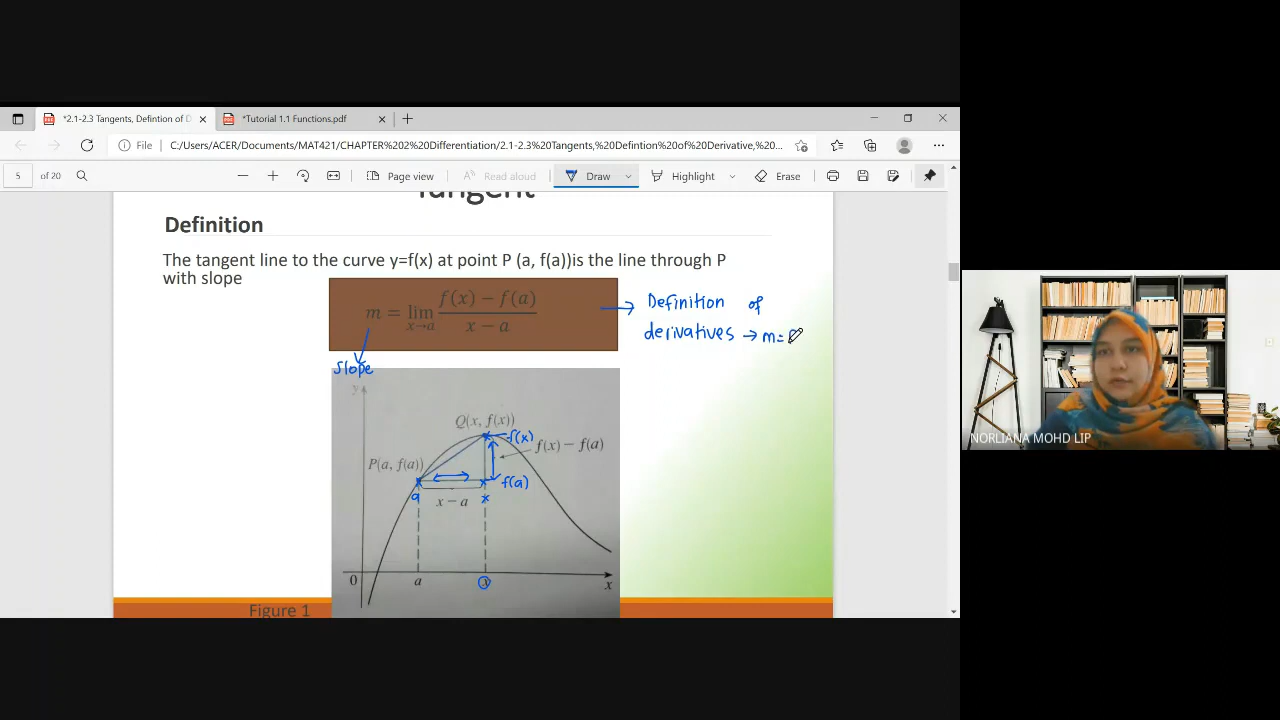 *2.1-2.3 Tangents, Defintion of D
*Tutorial 1.1 Functions.pdf
File
C:/Users/ACER/Documents/MAT421/CHAPTER%202%20Differentiation/2.1-2.3%20Tangents,%20Defintion%20of%20Derivative,%20...
5 of 20
Page view
Read aloud
Draw
Highlight
Erase
Tangent
Definition
The tangent line to the curve y=f(x) at point P (a, f(a))is the line through P
with slope
m = lim x→a f(x) − f(a) / x − a
Definition of
derivatives → m=
slope
y
Q(x, f(x))
f(x)
f(x) − f(a)
P(a, f(a))
f(a)
a
x − a
x
0
a
x
x
Figure 1
NORLIANA MOHD LIP